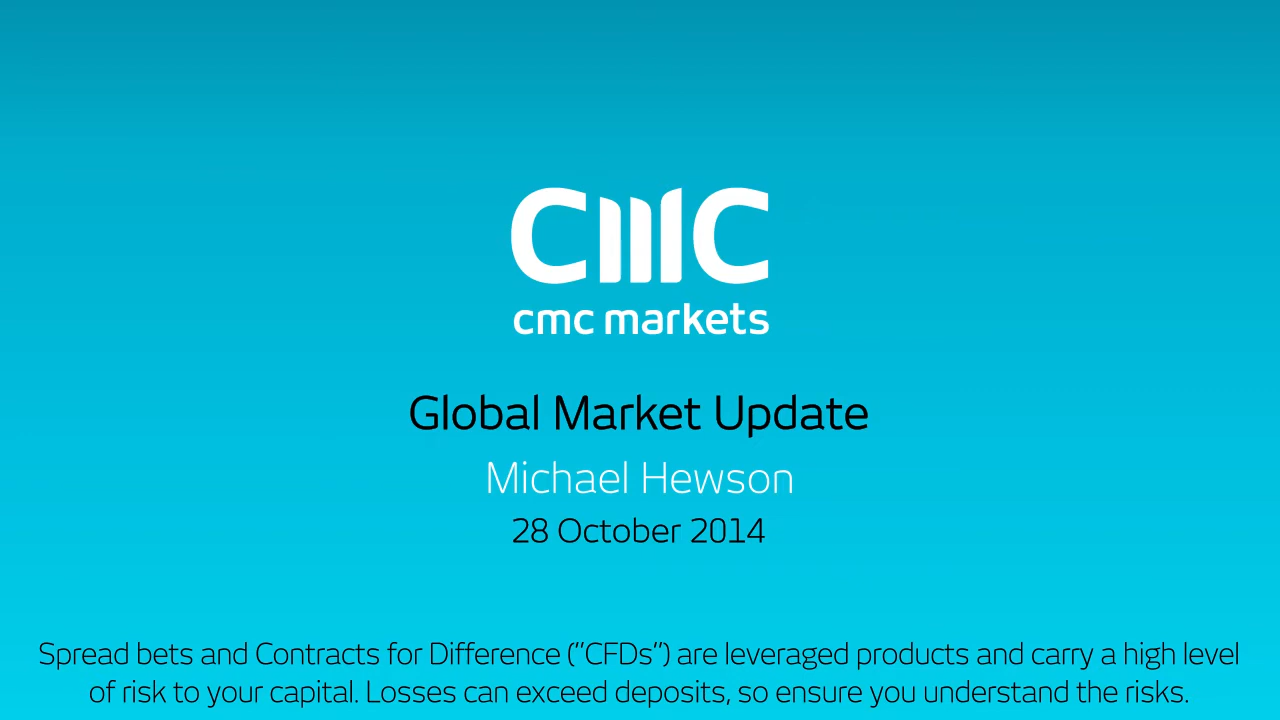 CMC
cmc markets
Global Market Update
Michael Hewson
28 October 2014
Spread bets and Contracts for Difference (“CFDs”) are leveraged products and carry a high level
of risk to your capital. Losses can exceed deposits, so ensure you understand the risks.